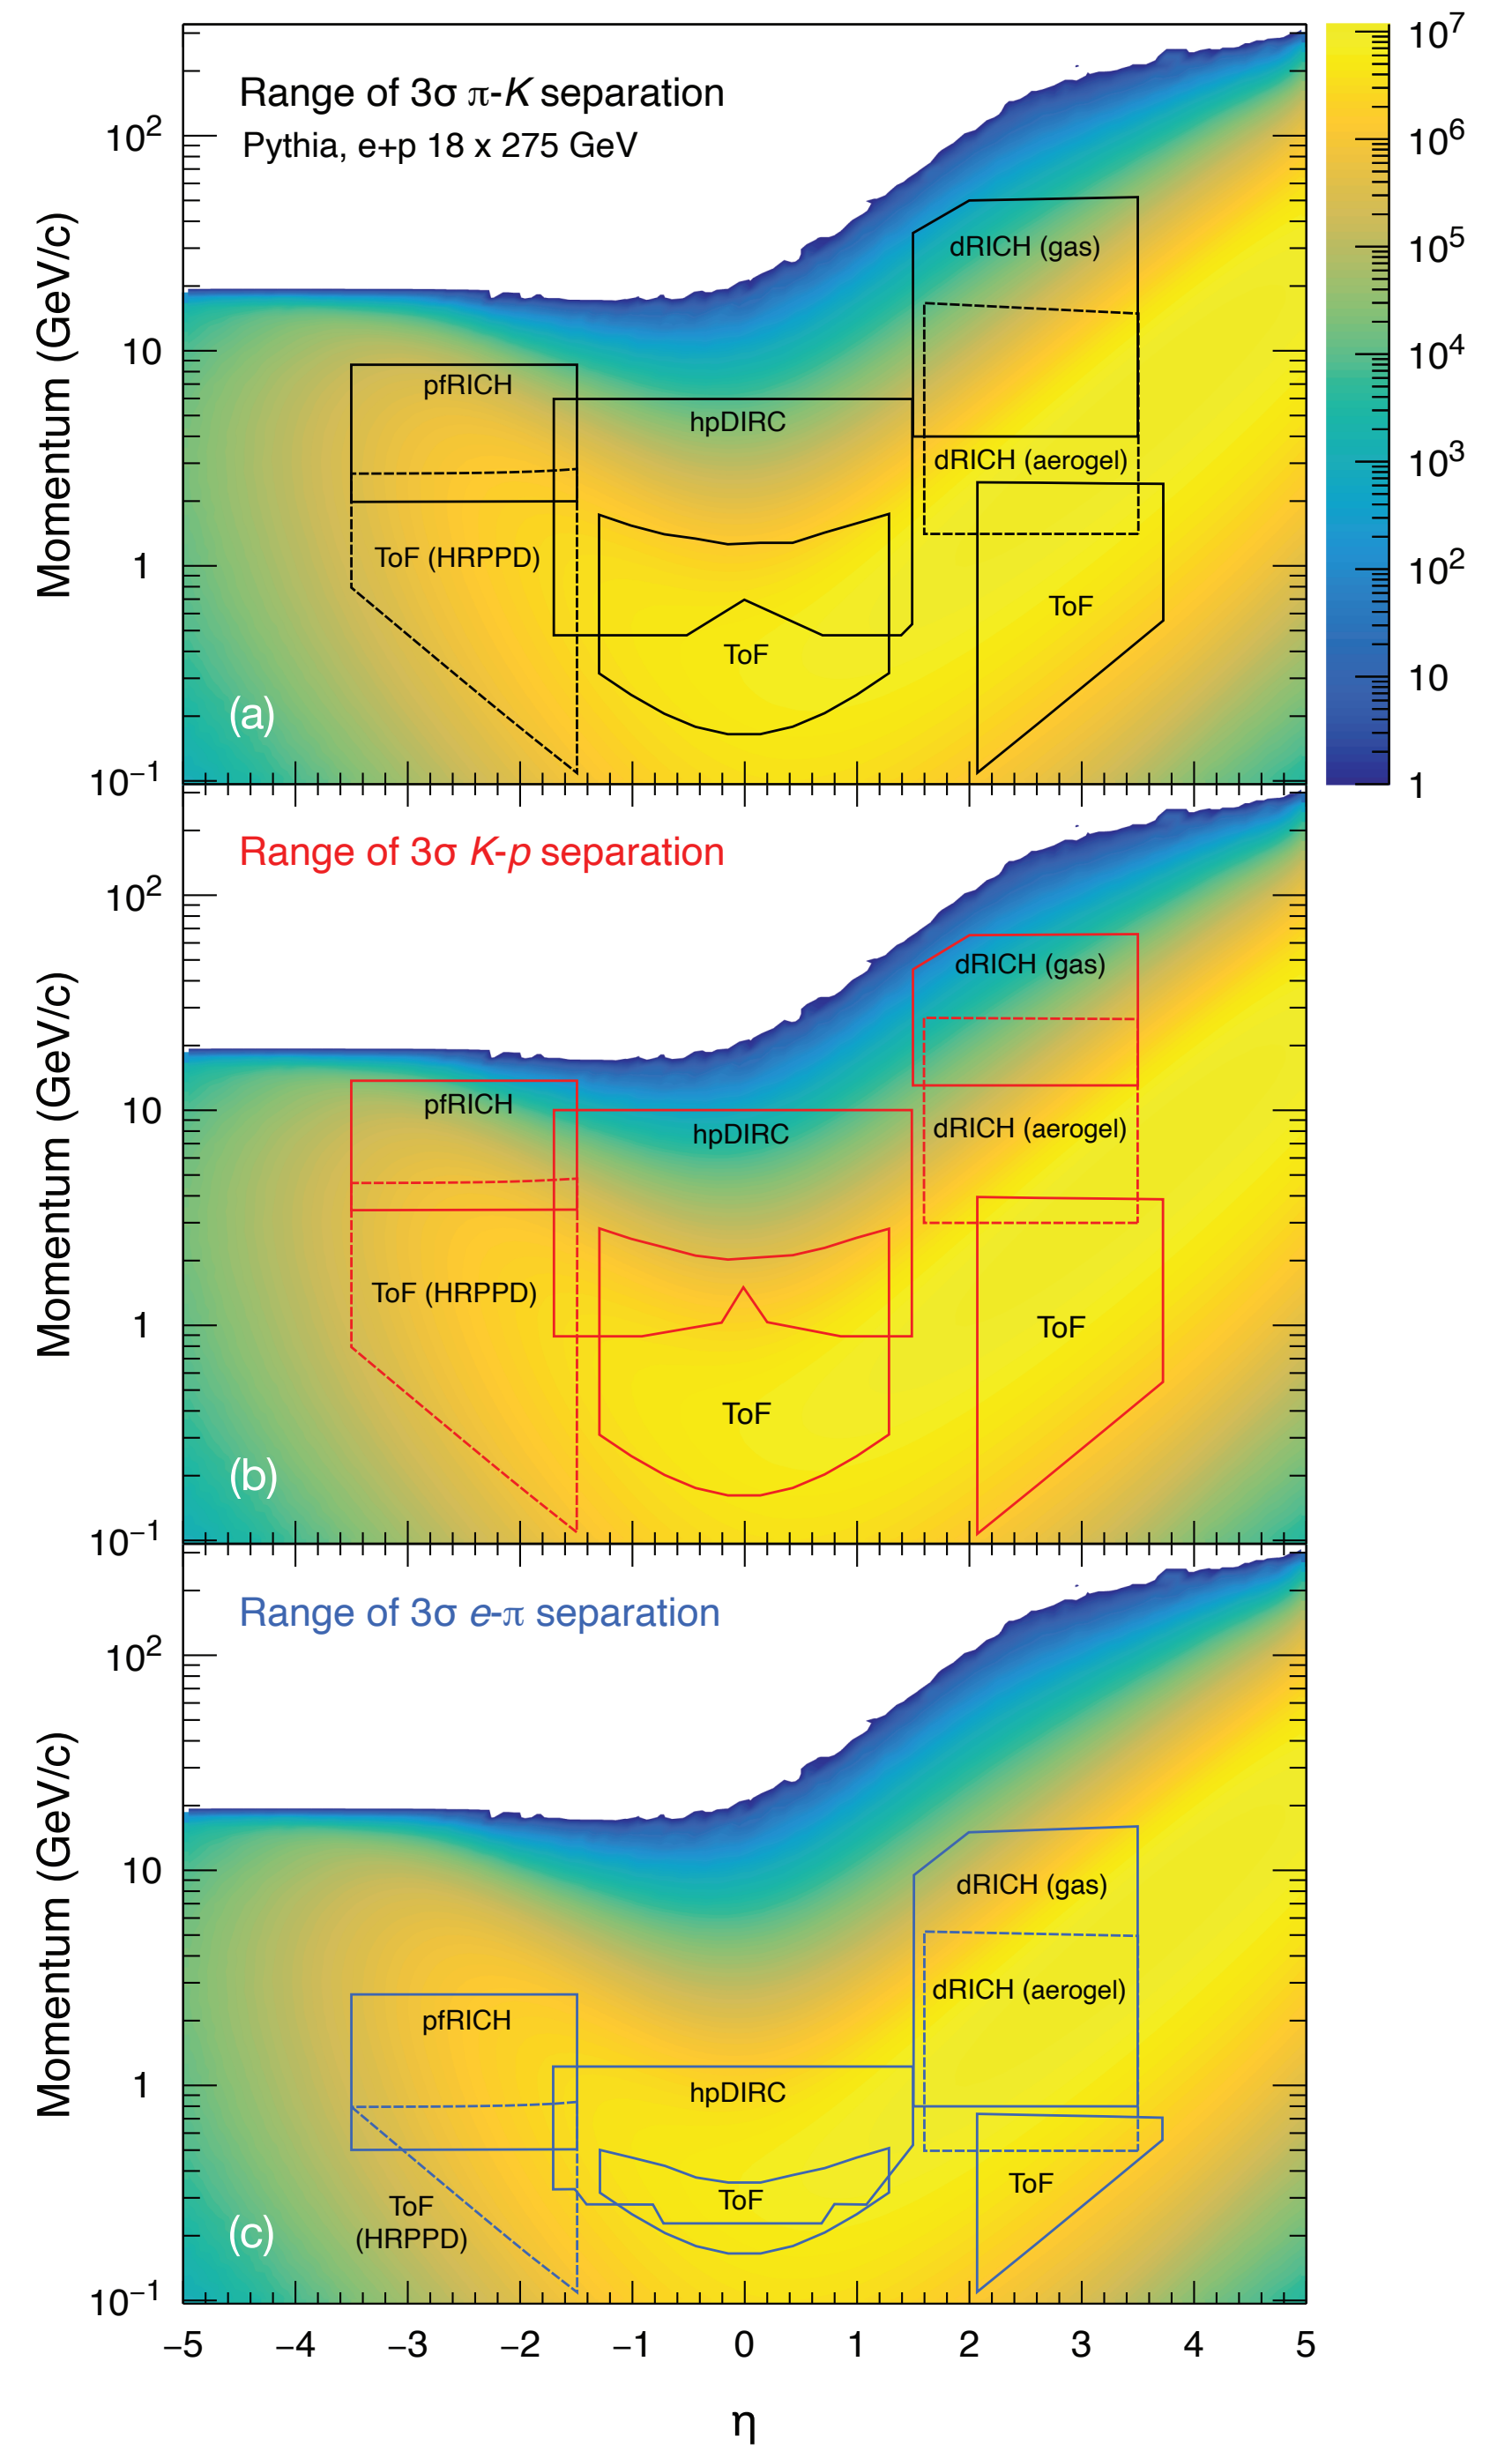 Range of 3σ π-K separation
Pythia, e+p 18 x 275 GeV
Momentum (GeV/c)
10²
10
1
10⁻¹
dRICH (gas)
pfRICH
hpDIRC
dRICH (aerogel)
ToF (HRPPD)
ToF
ToF
(a)
10⁷
10⁶
10⁵
10⁴
10³
10²
10
1
Range of 3σ K-p separation
Momentum (GeV/c)
10²
10
1
10⁻¹
dRICH (gas)
pfRICH
hpDIRC
dRICH (aerogel)
ToF (HRPPD)
ToF
ToF
(b)
Range of 3σ e-π separation
Momentum (GeV/c)
10²
10
1
10⁻¹
dRICH (gas)
dRICH (aerogel)
pfRICH
hpDIRC
ToF
ToF
ToF
(HRPPD)
(c)
−5 −4 −3 −2 −1 0 1 2 3 4 5
η